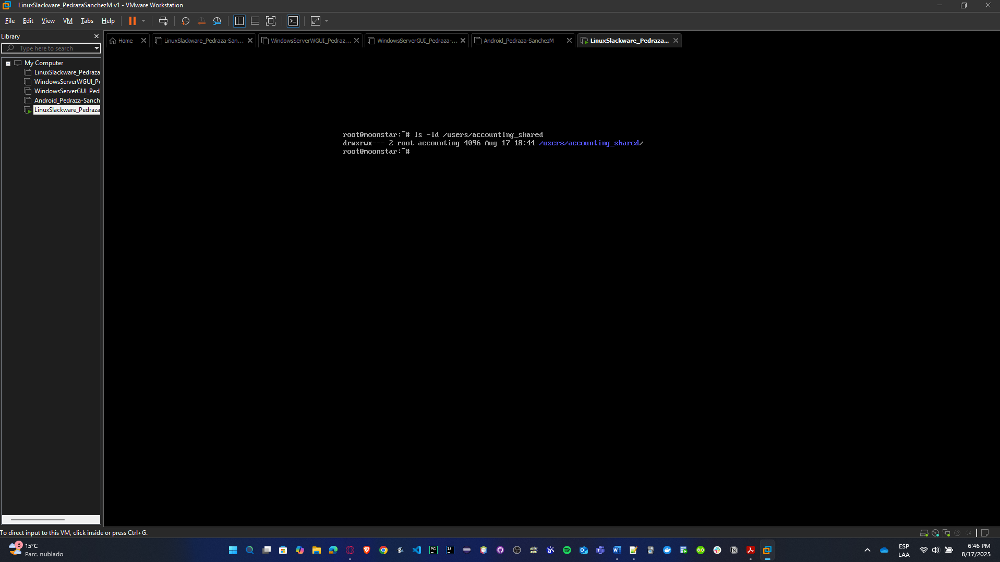 LinuxSlackware_PedrazaSanchezM v1 - VMware Workstation
File Edit View VM Tabs Help
Library
Type here to search
My Computer
LinuxSlackware_Pedraza
WindowsServerWGUI_Pe
WindowsServerGUI_Ped
Android_Pedraza-Sanch
LinuxSlackware_Pedraza
Home
LinuxSlackware_Pedraza-San...
WindowsServerWGUI_Pedraz...
WindowsServerGUI_Pedraza-...
Android_Pedraza-SanchezM
LinuxSlackware_Pedraza...
root@moonstar:~# ls -ld /users/accounting_shared
drwxrwx--- 2 root accounting 4096 Aug 17 18:44 /users/accounting_shared/
root@moonstar:~#
To direct input to this VM, click inside or press Ctrl+G.
3
15°C
Parc. nublado
ESP
LAA
6:46 PM
8/17/2025